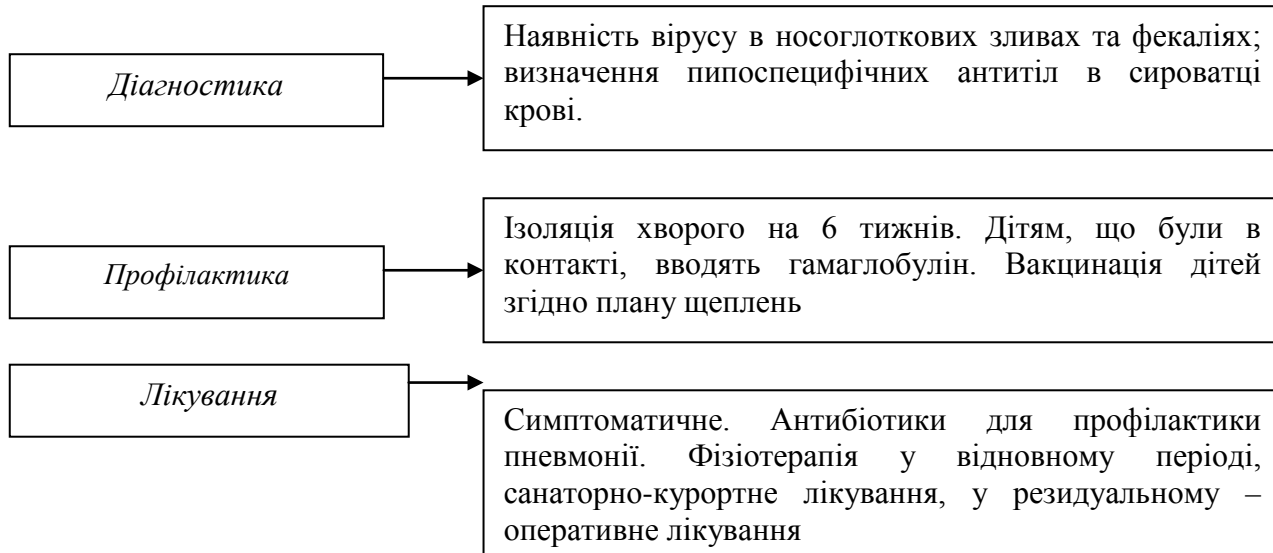 Діагностика
Наявність вірусу в носоглоткових зливах та фекаліях;
визначення пипоспецифічних антитіл в сироватці
крові.
Профілактика
Ізоляція хворого на 6 тижнів. Дітям, що були в
контакті, вводять гамаглобулін. Вакцинація дітей
згідно плану щеплень
Лікування
Симптоматичне. Антибіотики для профілактики
пневмонії. Фізіотерапія у відновному періоді,
санаторно-курортне лікування, у резидуальному –
оперативне лікування